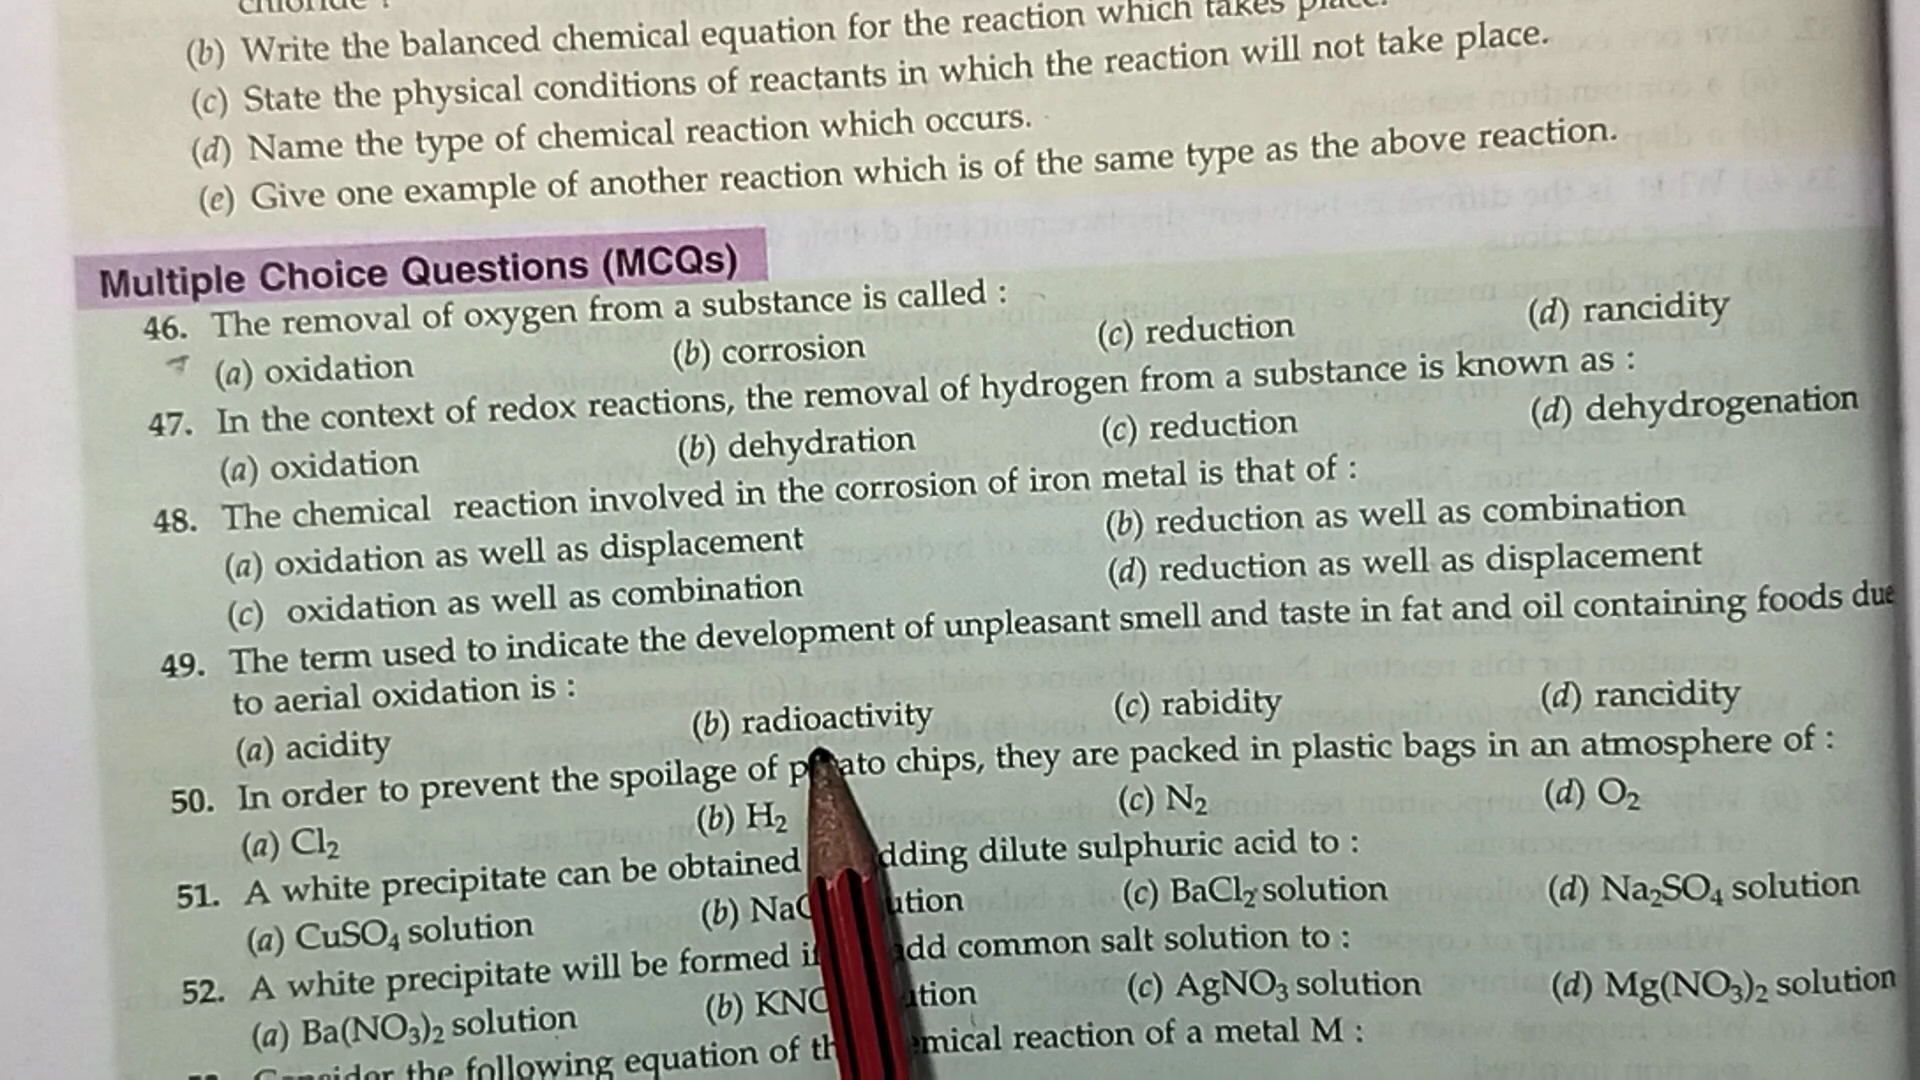 (b) Write the balanced chemical equation for the reaction which takes place.
(c) State the physical conditions of reactants in which the reaction will not take place.
(d) Name the type of chemical reaction which occurs.
(e) Give one example of another reaction which is of the same type as the above reaction.
Multiple Choice Questions (MCQs)
46. The removal of oxygen from a substance is called :
(a) oxidation (b) corrosion (c) reduction (d) rancidity
47. In the context of redox reactions, the removal of hydrogen from a substance is known as :
(a) oxidation (b) dehydration (c) reduction (d) dehydrogenation
48. The chemical reaction involved in the corrosion of iron metal is that of :
(a) oxidation as well as displacement (b) reduction as well as combination
(c) oxidation as well as combination (d) reduction as well as displacement
49. The term used to indicate the development of unpleasant smell and taste in fat and oil containing foods due
to aerial oxidation is :
(a) acidity (b) radioactivity (c) rabidity (d) rancidity
50. In order to prevent the spoilage of chips, they are packed in plastic bags in an atmosphere of :
(a) Cl₂ (b) H₂ (c) N₂ (d) O₂
51. A white precipitate can be obtained dding dilute sulphuric acid to :
(a) CuSO₄ solution (b) ution (c) BaCl₂ solution (d) Na₂SO₄ solution
52. A white precipitate will be formed add common salt solution to :
(a) Ba(NO₃)₂ solution (b) tion (c) AgNO₃ solution (d) Mg(NO₃)₂ solution
the following equation of emical reaction of a metal M :